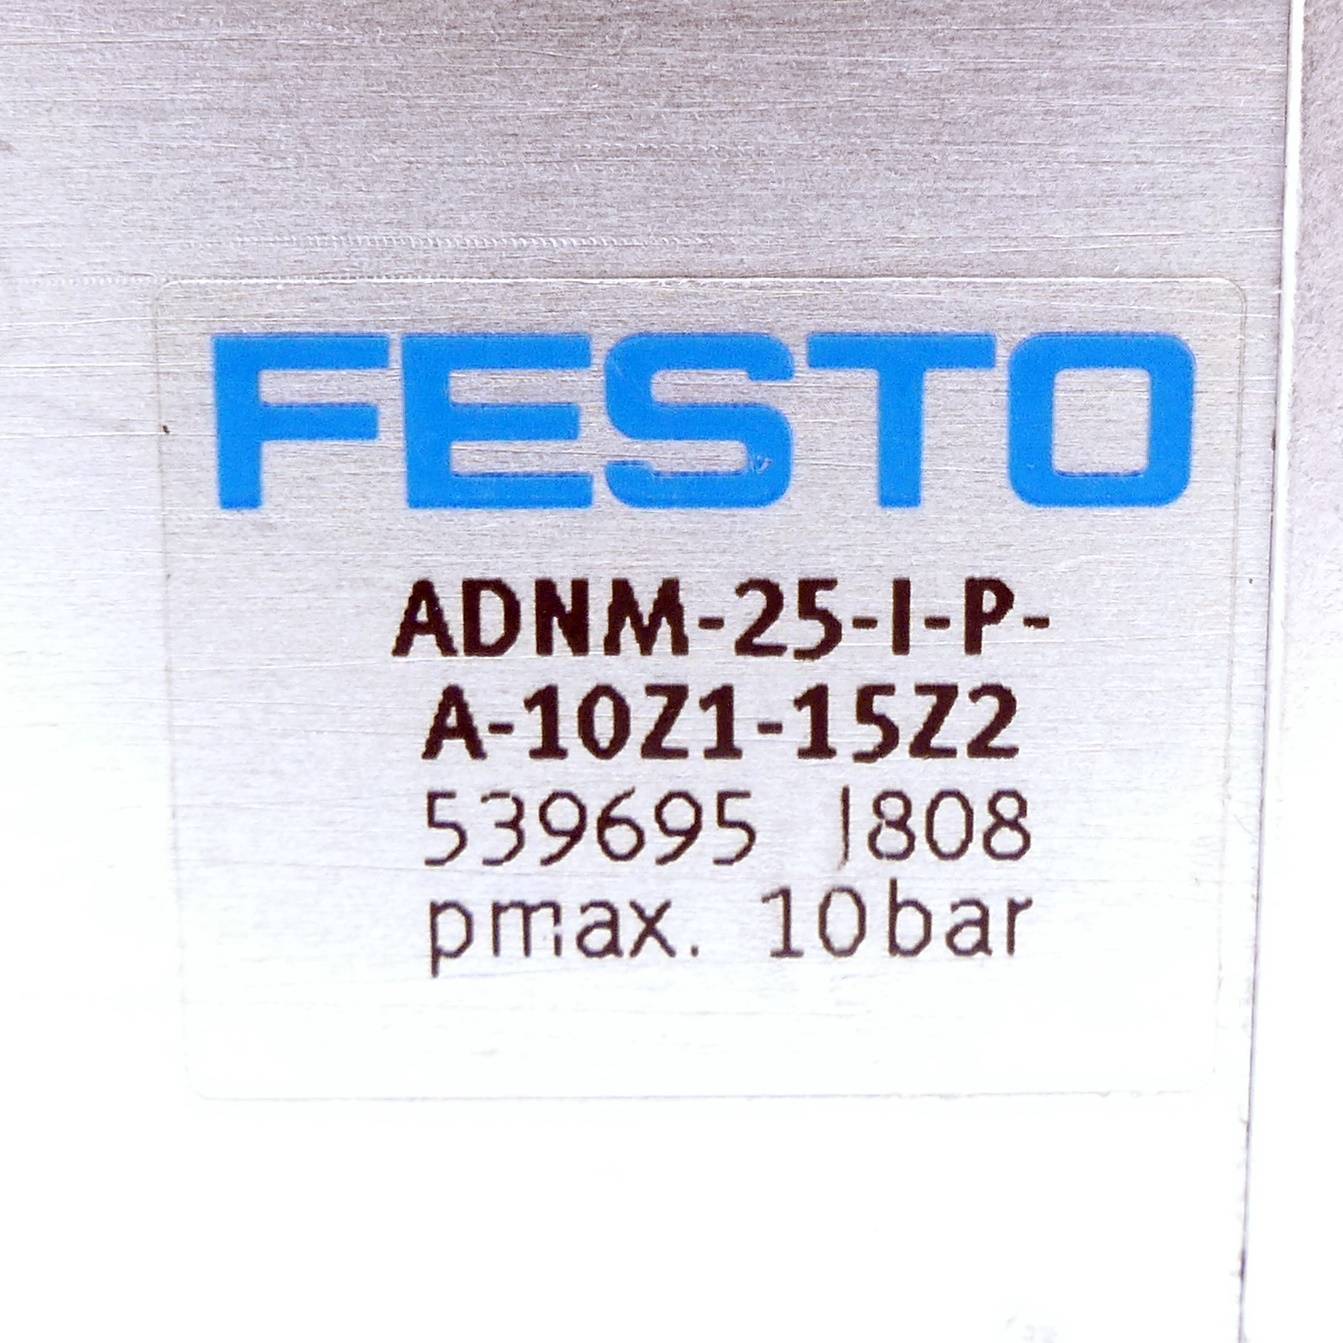 FESTO
ADNM-25-I-P-
A-10Z1-15Z2
539695 J808
pmax. 10bar